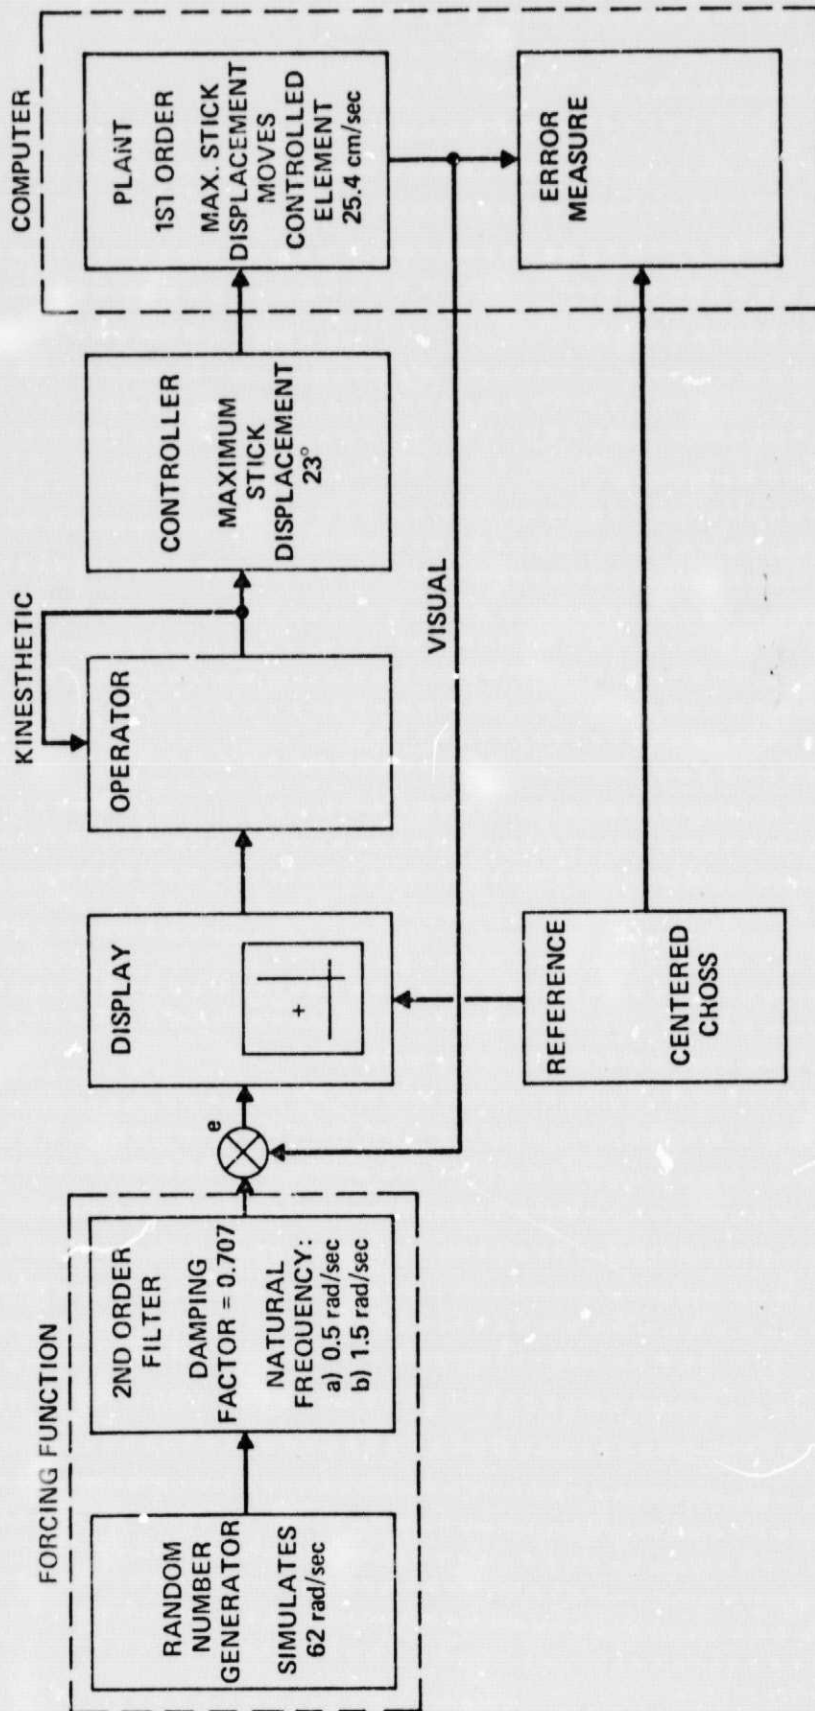 FORCING FUNCTION
RANDOM
NUMBER
GENERATOR
SIMULATES
62 rad/sec
2ND ORDER
FILTER
DAMPING
FACTOR = 0.707
NATURAL
FREQUENCY:
a) 0.5 rad/sec
b) 1.5 rad/sec
e
DISPLAY
+
KINESTHETIC
OPERATOR
CONTROLLER
MAXIMUM
STICK
DISPLACEMENT
23°
COMPUTER
PLANT
1ST ORDER
MAX. STICK
DISPLACEMENT
MOVES
CONTROLLED
ELEMENT
25.4 cm/sec
VISUAL
REFERENCE
CENTERED
CROSS
ERROR
MEASURE